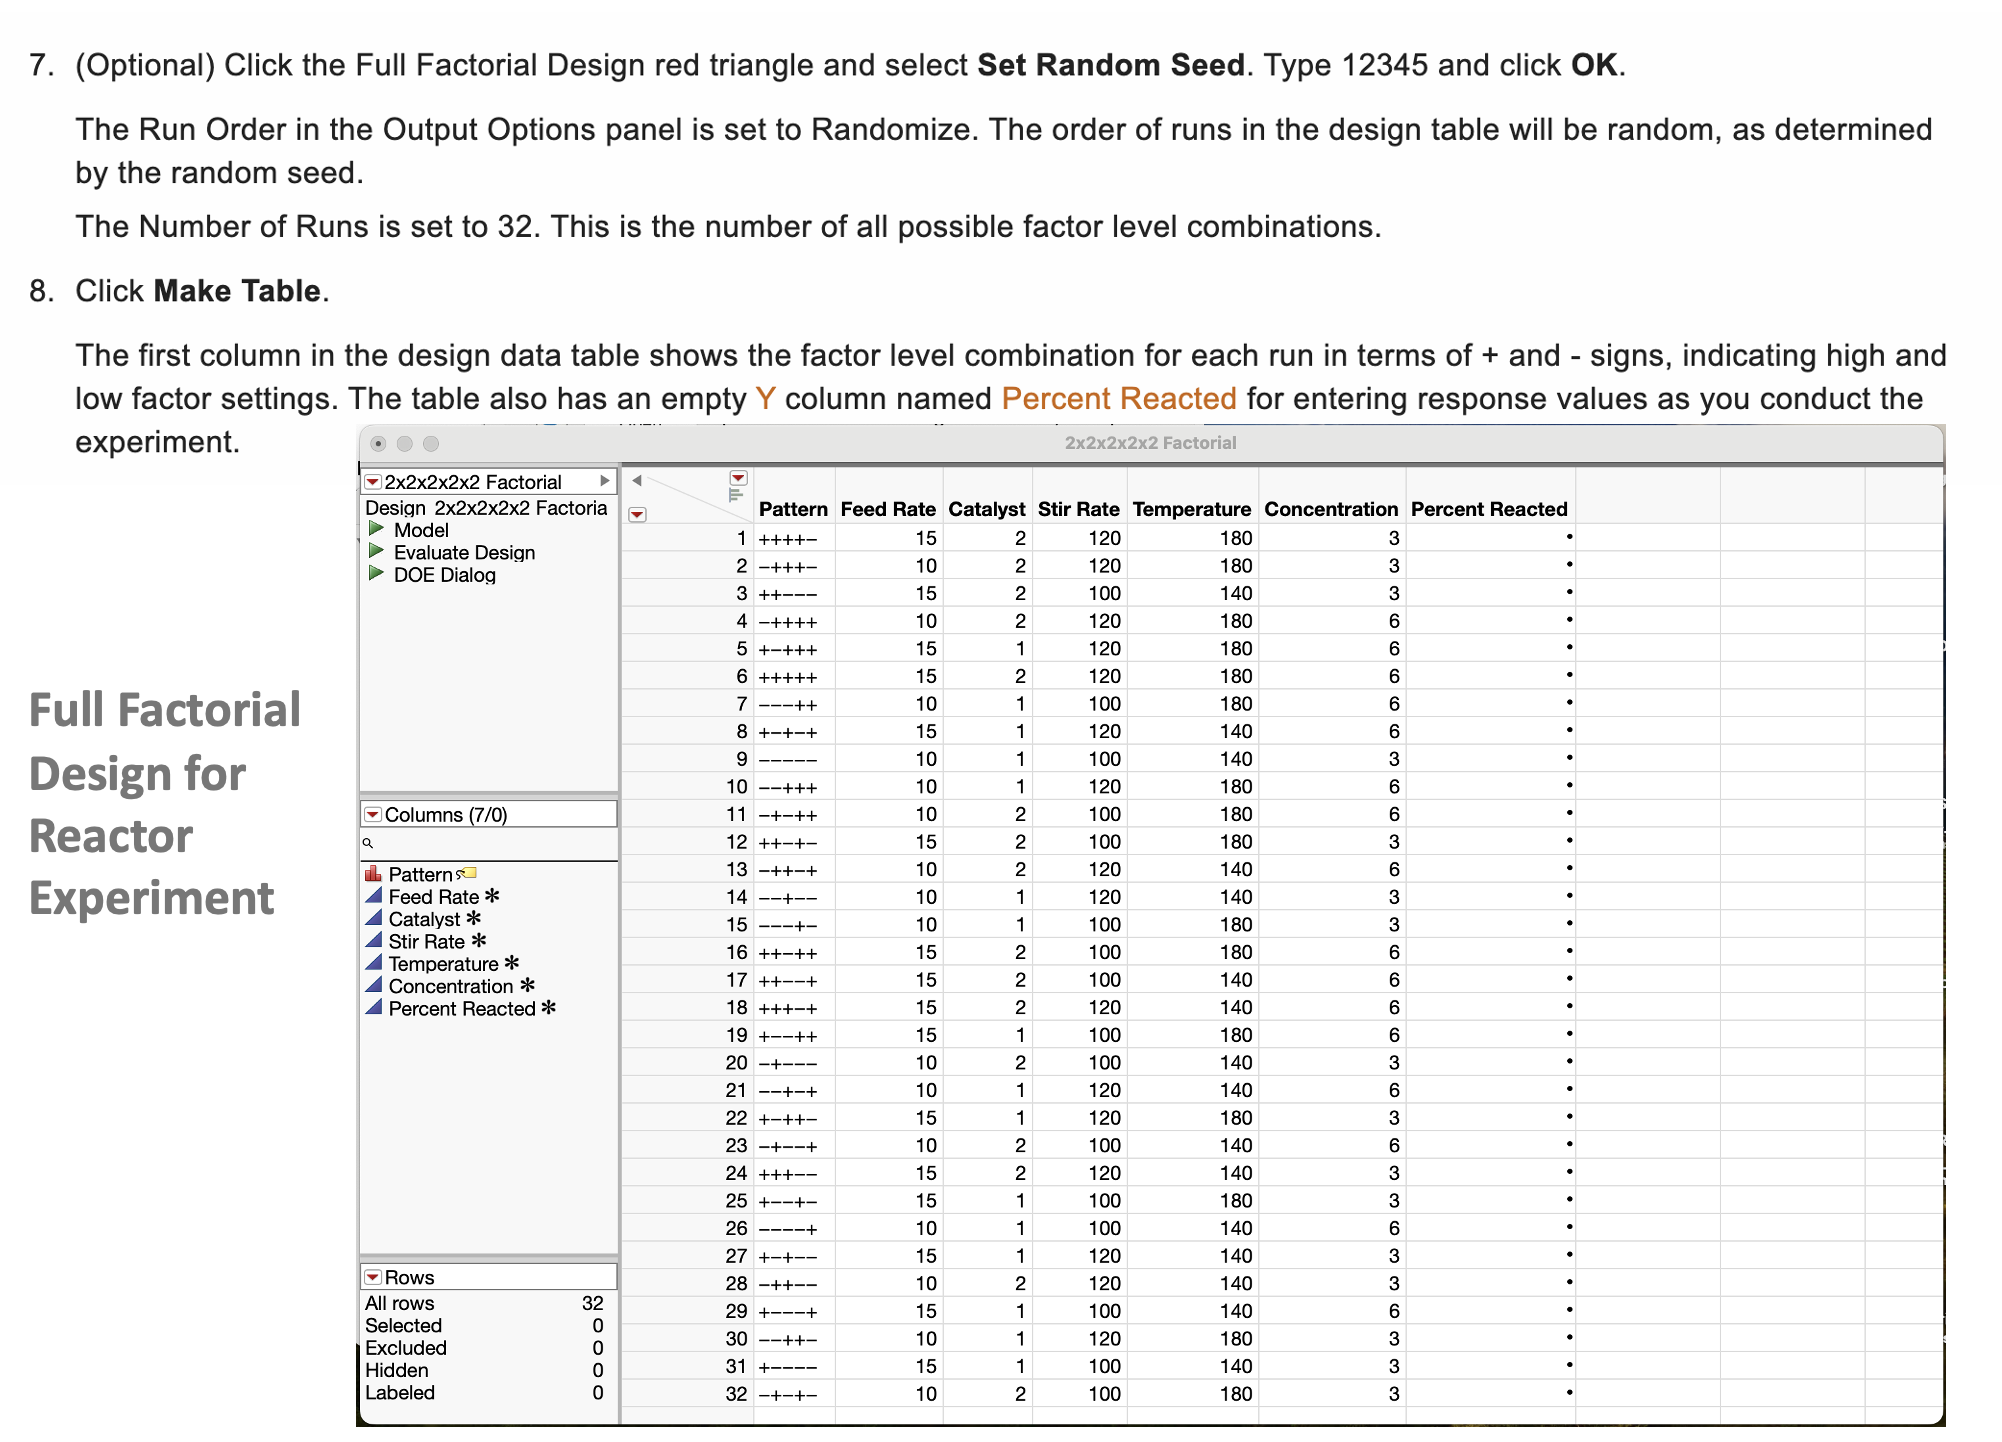 7. (Optional) Click the Full Factorial Design red triangle and select Set Random Seed. Type 12345 and click OK.
The Run Order in the Output Options panel is set to Randomize. The order of runs in the design table will be random, as determined
by the random seed.
The Number of Runs is set to 32. This is the number of all possible factor level combinations.
8. Click Make Table.
The first column in the design data table shows the factor level combination for each run in terms of + and - signs, indicating high and
low factor settings. The table also has an empty Y column named Percent Reacted for entering response values as you conduct the
experiment.
Full Factorial
Design for
Reactor
Experiment
2x2x2x2x2 Factorial
2x2x2x2x2 Factorial
Design 2x2x2x2x2 Factoria
Model
Evaluate Design
DOE Dialog
Columns (7/0)
Pattern
Feed Rate *
Catalyst *
Stir Rate *
Temperature *
Concentration *
Percent Reacted *
Rows
All rows 32
Selected 0
Excluded 0
Hidden 0
Labeled 0
Pattern Feed Rate Catalyst Stir Rate Temperature Concentration Percent Reacted
1 ++++− 15 2 120 180 3 •
2 −+++− 10 2 120 180 3 •
3 ++−−− 15 2 100 140 3 •
4 −++++ 10 2 120 180 6 •
5 +−+++ 15 1 120 180 6 •
6 +++++ 15 2 120 180 6 •
7 −−−++ 10 1 100 180 6 •
8 +−+−+ 15 1 120 140 6 •
9 −−−−− 10 1 100 140 3 •
10 −−+++ 10 1 120 180 6 •
11 −+−++ 10 2 100 180 6 •
12 ++−+− 15 2 100 180 3 •
13 −++−+ 10 2 120 140 6 •
14 −−+−− 10 1 120 140 3 •
15 −−−+− 10 1 100 180 3 •
16 ++−++ 15 2 100 180 6 •
17 ++−−+ 15 2 100 140 6 •
18 +++−+ 15 2 120 140 6 •
19 +−−++ 15 1 100 180 6 •
20 −+−−− 10 2 100 140 3 •
21 −−+−+ 10 1 120 140 6 •
22 +−++− 15 1 120 180 3 •
23 −+−−+ 10 2 100 140 6 •
24 +++−− 15 2 120 140 3 •
25 +−−+− 15 1 100 180 3 •
26 −−−−+ 10 1 100 140 6 •
27 +−+−− 15 1 120 140 3 •
28 −++−− 10 2 120 140 3 •
29 +−−−+ 15 1 100 140 6 •
30 −−++− 10 1 120 180 3 •
31 +−−−− 15 1 100 140 3 •
32 −+−+− 10 2 100 180 3 •